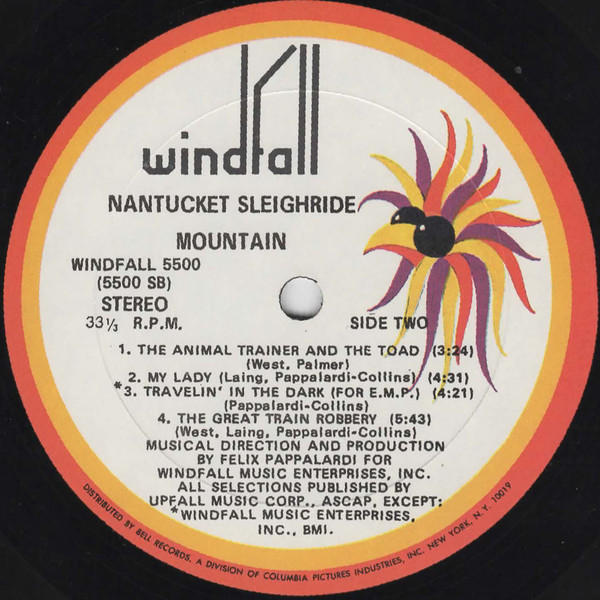 windfall
NANTUCKET SLEIGHRIDE
MOUNTAIN
WINDFALL 5500
(5500 SB)
STEREO
33⅓ R.P.M.
SIDE TWO
1. THE ANIMAL TRAINER AND THE TOAD (3:24)
(West, Palmer)
2. MY LADY (Laing, Pappalardi-Collins) (4:31)
*3. TRAVELIN' IN THE DARK (FOR E.M.P.) (4:21)
(Pappalardi-Collins)
4. THE GREAT TRAIN ROBBERY (5:43)
(West, Laing, Pappalardi-Collins)
MUSICAL DIRECTION AND PRODUCTION
BY FELIX PAPPALARDI FOR
WINDFALL MUSIC ENTERPRISES, INC.
ALL SELECTIONS PUBLISHED BY
UPFALL MUSIC CORP., ASCAP, EXCEPT:
*WINDFALL MUSIC ENTERPRISES,
INC., BMI.
DISTRIBUTED BY BELL RECORDS, A DIVISION OF COLUMBIA PICTURES INDUSTRIES, INC. NEW YORK, N.Y. 10019